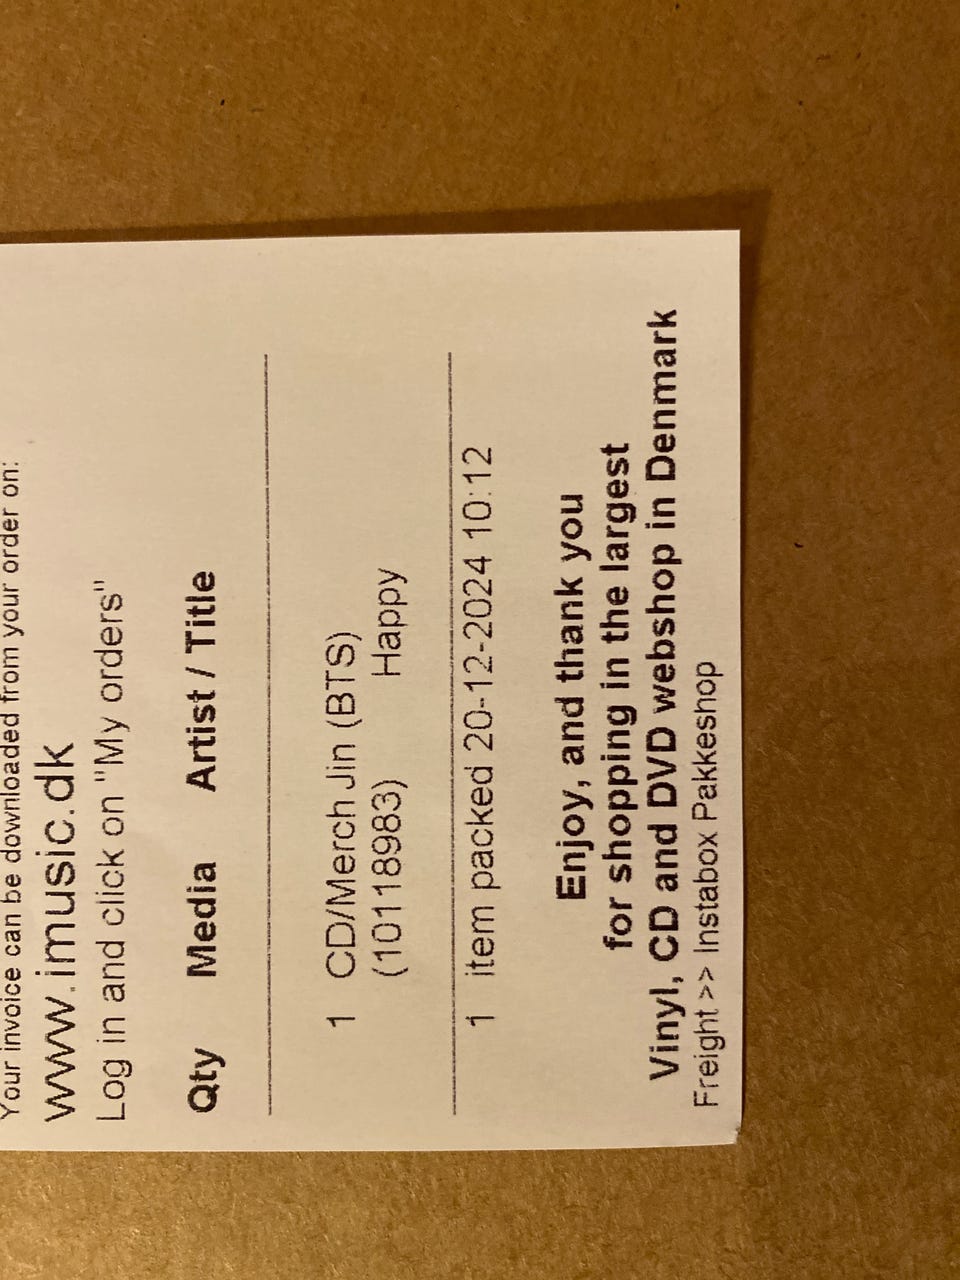 Your invoice can be downloaded from your order on:
www.imusic.dk
Log in and click on "My orders"
Qty Media Artist / Title
1 CD/Merch Jin (BTS)
(10118983) Happy
1 item packed 20-12-2024 10:12
Enjoy, and thank you
for shopping in the largest
Vinyl, CD and DVD webshop in Denmark
Freight >> Instabox Pakkeshop